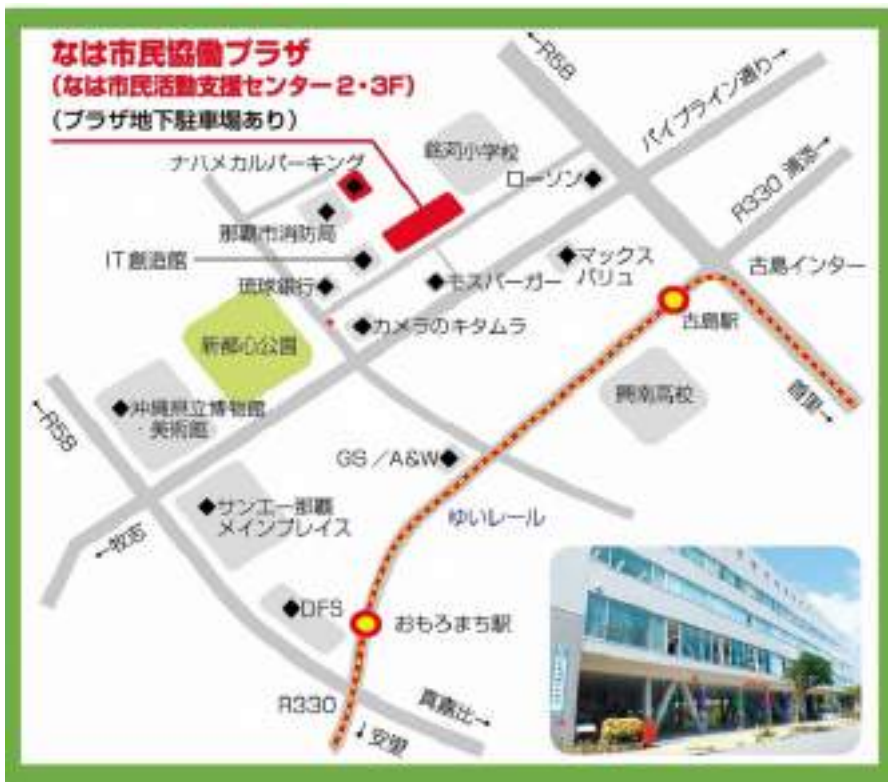 なは市民協働プラザ
(なは市民活動支援センター2・3F)
(プラザ地下駐車場あり)
←R58
パイプライン通り→
銘苅小学校
ナハメカルパーキング
ローソン
R330 浦添→
那覇市消防局
IT創造館
マックス
バリュ
古島インター
琉球銀行
モスバーガー
カメラのキタムラ
古島駅
新都心公園
興南高校
首里→
沖縄県立博物館
・美術館
←R58
GS/A&W
サンエー那覇
メインプレイス
ゆいレール
←牧志
DFS
おもろまち駅
R330
真嘉比→
↓安里